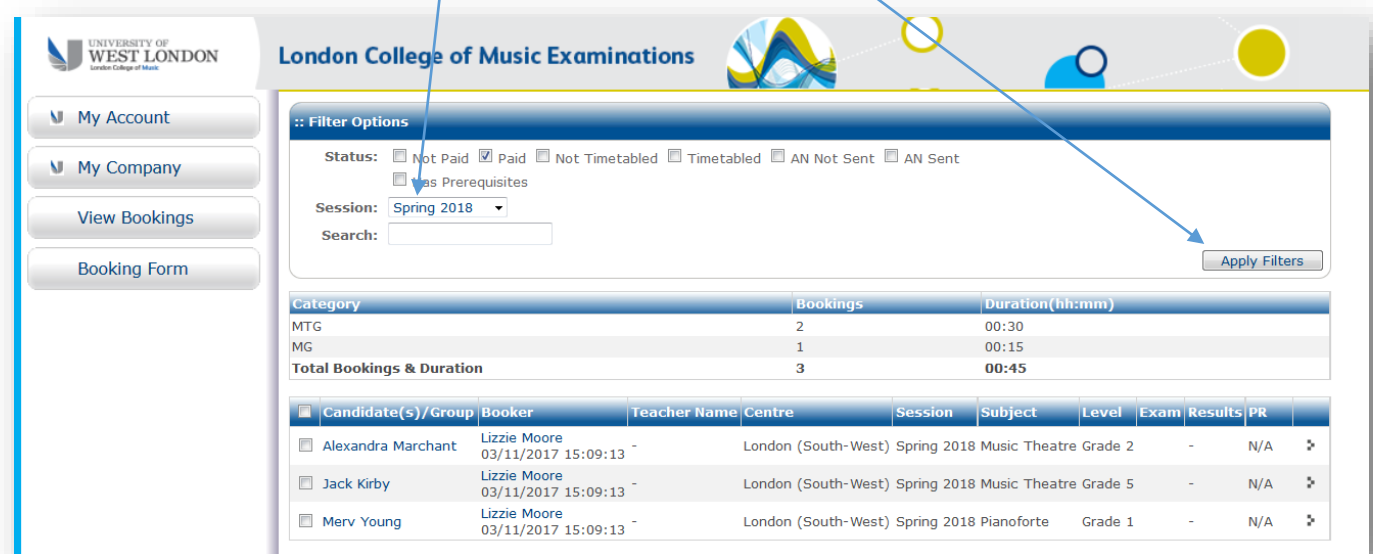 UNIVERSITY OF
WEST LONDON
London College of Music
London College of Music Examinations
My Account
My Company
View Bookings
Booking Form
:: Filter Options
Status: Not Paid Paid Not Timetabled Timetabled AN Not Sent AN Sent
Has Prerequisites
Session: Spring 2018
Search:
Apply Filters
Category Bookings Duration(hh:mm)
MTG 2 00:30
MG 1 00:15
Total Bookings & Duration 3 00:45
Candidate(s)/Group Booker Teacher Name Centre Session Subject Level Exam Results PR
Alexandra Marchant Lizzie Moore 03/11/2017 15:09:13 - London (South-West) Spring 2018 Music Theatre Grade 2 - N/A
Jack Kirby Lizzie Moore 03/11/2017 15:09:13 - London (South-West) Spring 2018 Music Theatre Grade 5 - N/A
Merv Young Lizzie Moore 03/11/2017 15:09:13 - London (South-West) Spring 2018 Pianoforte Grade 1 - N/A